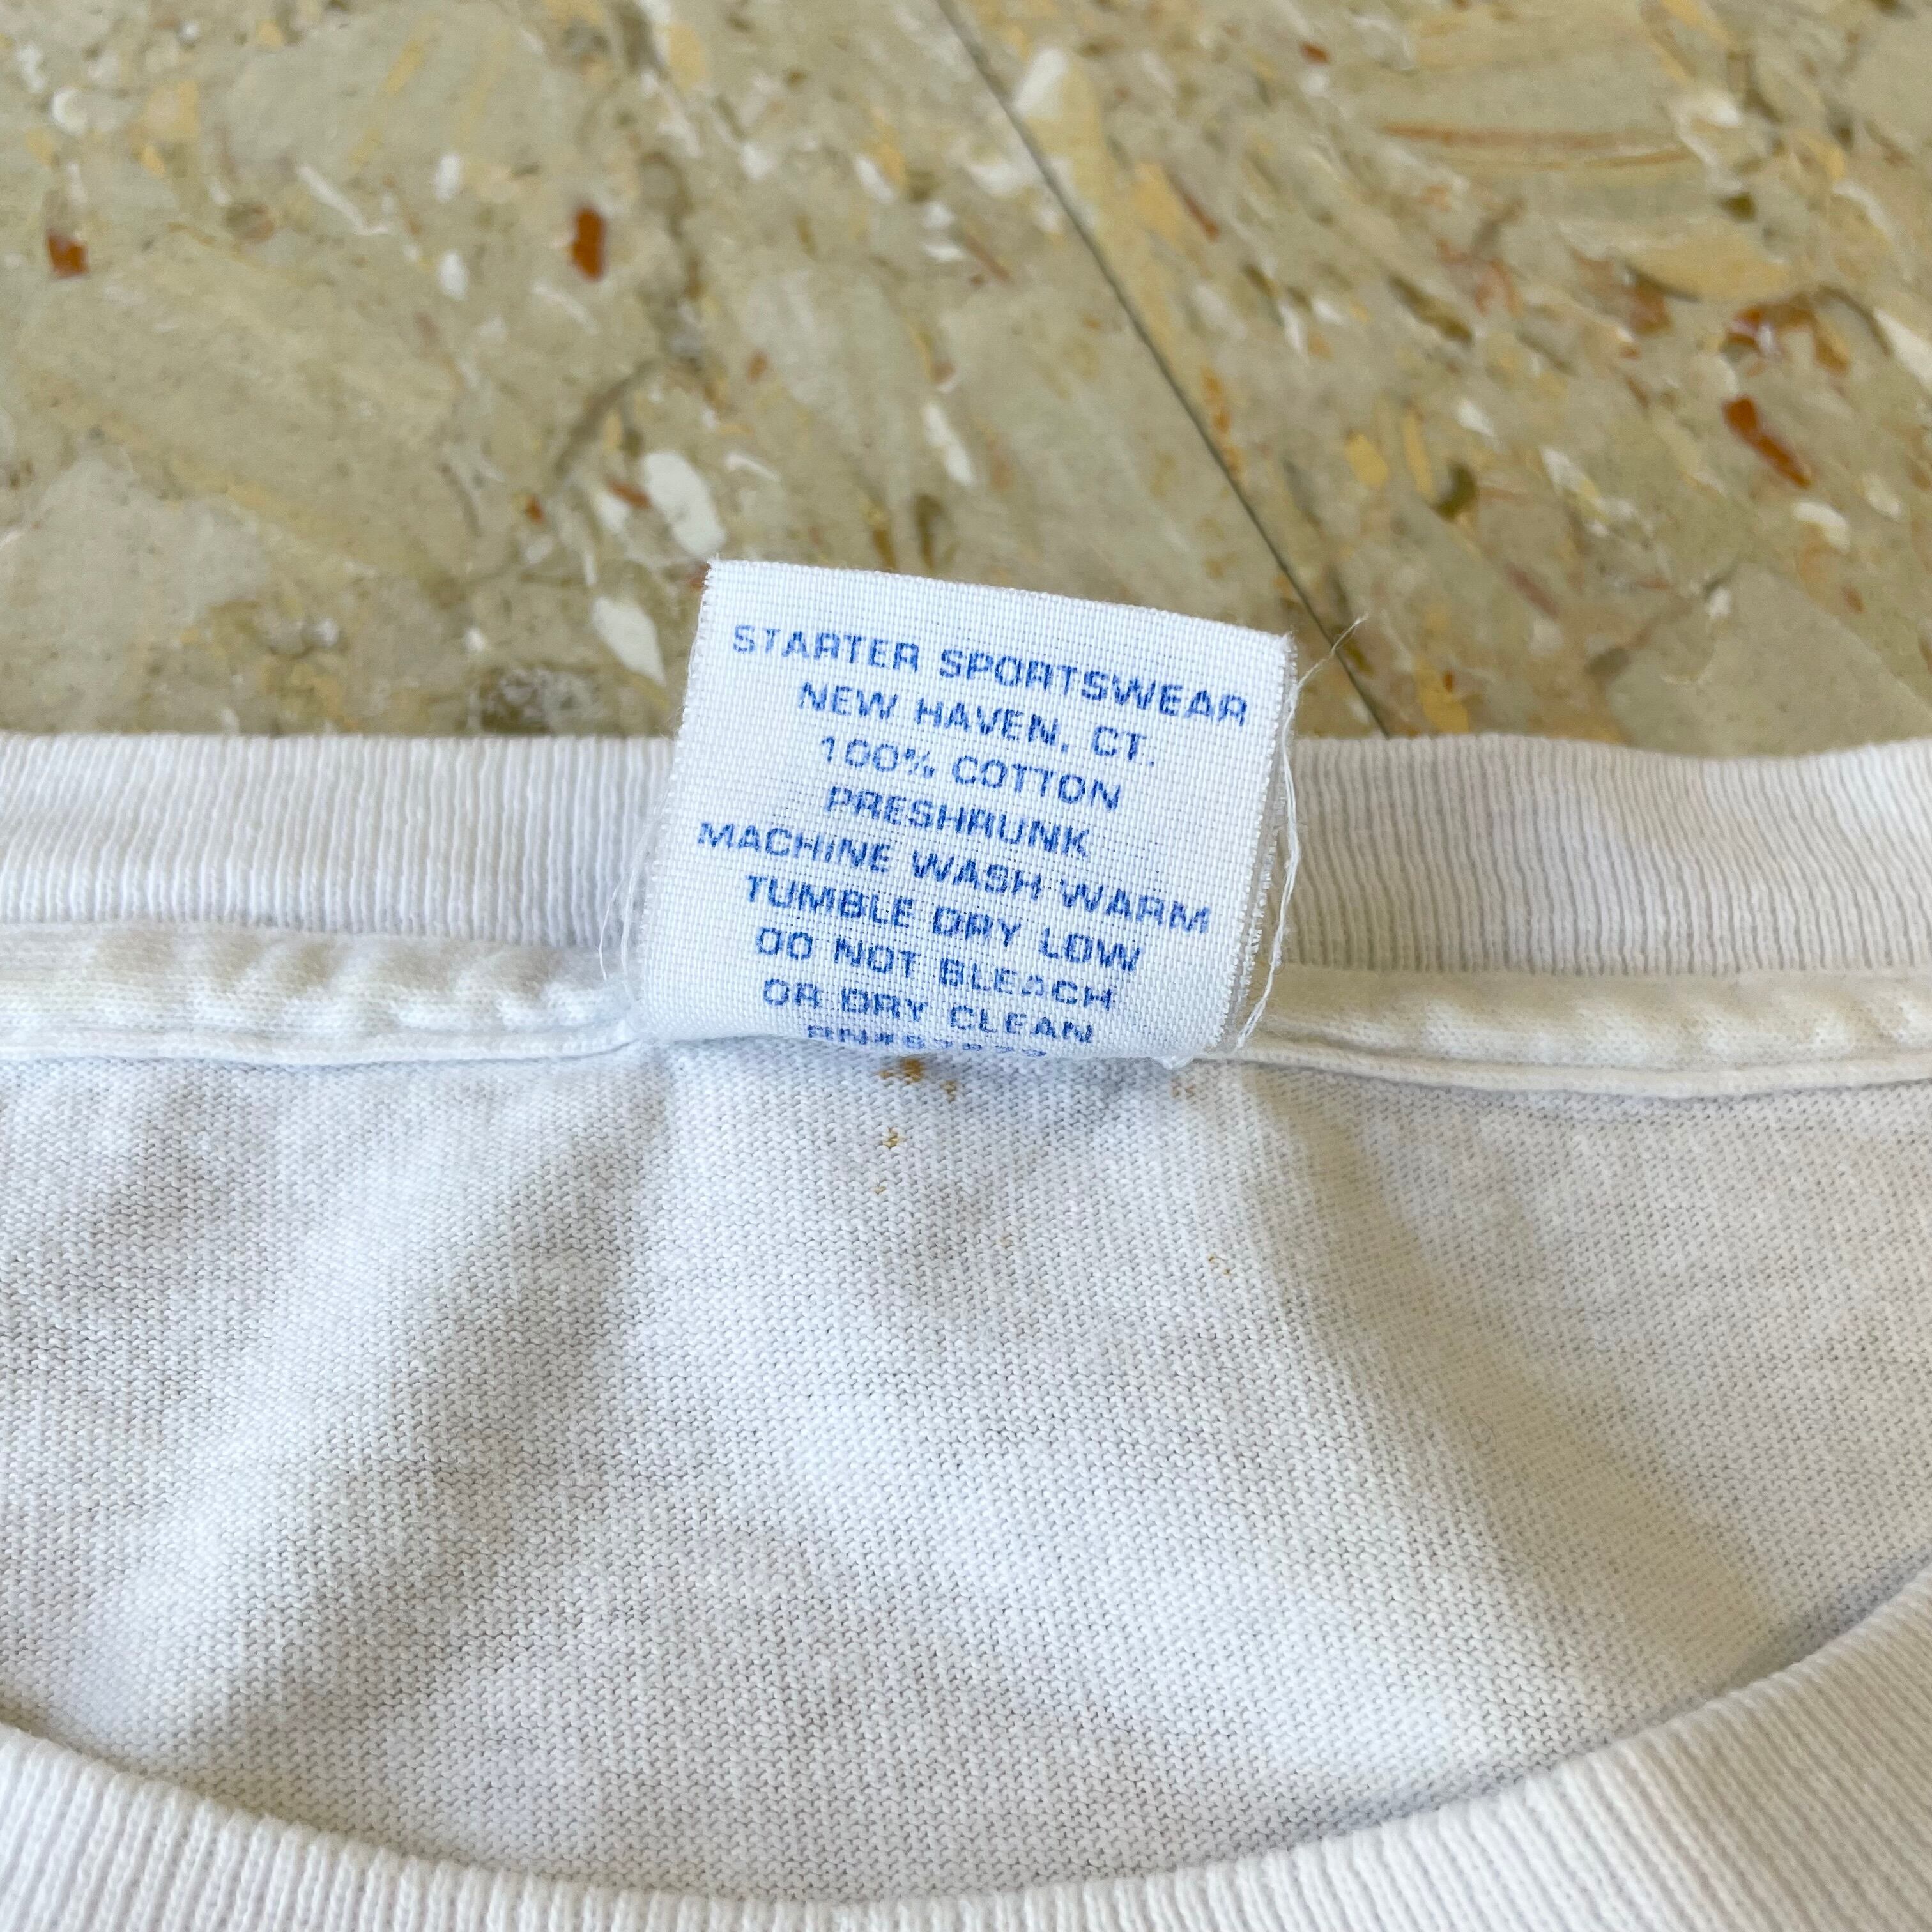 STARTER SPORTSWEAR
NEW HAVEN, CT.
100% COTTON
PRESHRUNK
MACHINE WASH WARM
TUMBLE DRY LOW
DO NOT BLEACH
OR DRY CLEAN